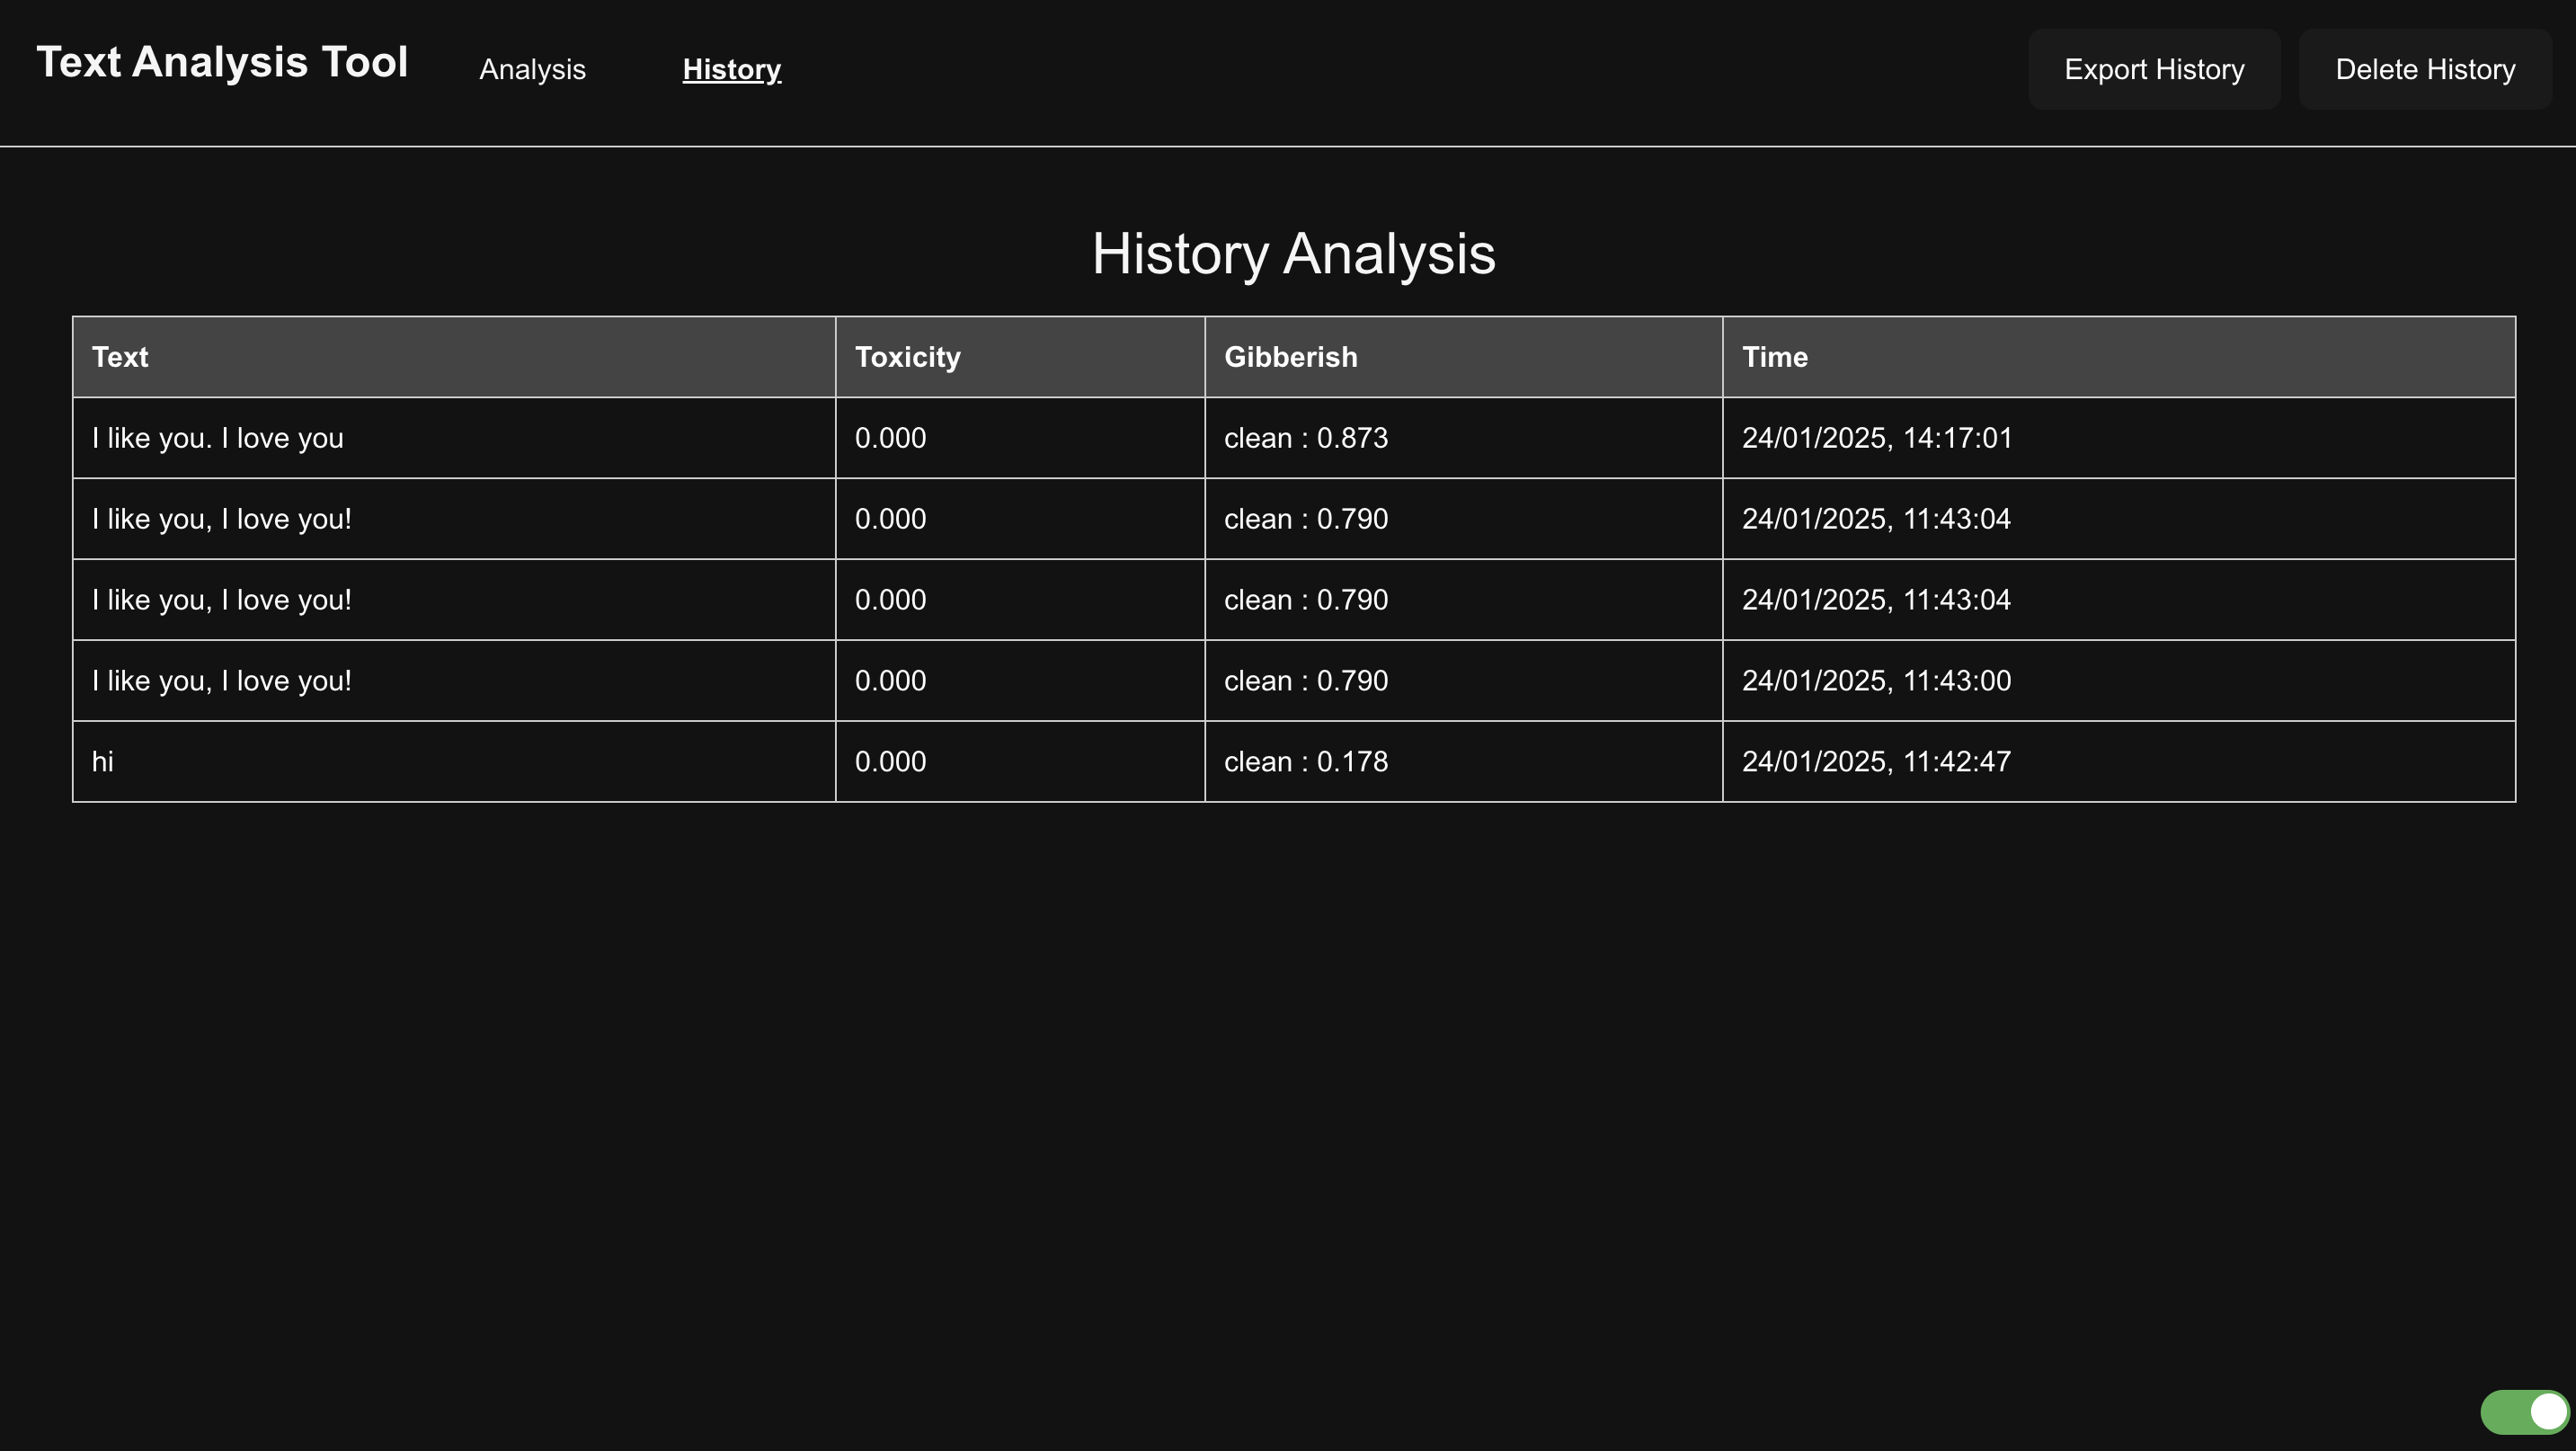 Text Analysis Tool Analysis History Export History Delete History
History Analysis
Text Toxicity Gibberish Time
I like you. I love you 0.000 clean : 0.873 24/01/2025, 14:17:01
I like you, I love you! 0.000 clean : 0.790 24/01/2025, 11:43:04
I like you, I love you! 0.000 clean : 0.790 24/01/2025, 11:43:04
I like you, I love you! 0.000 clean : 0.790 24/01/2025, 11:43:00
hi 0.000 clean : 0.178 24/01/2025, 11:42:47